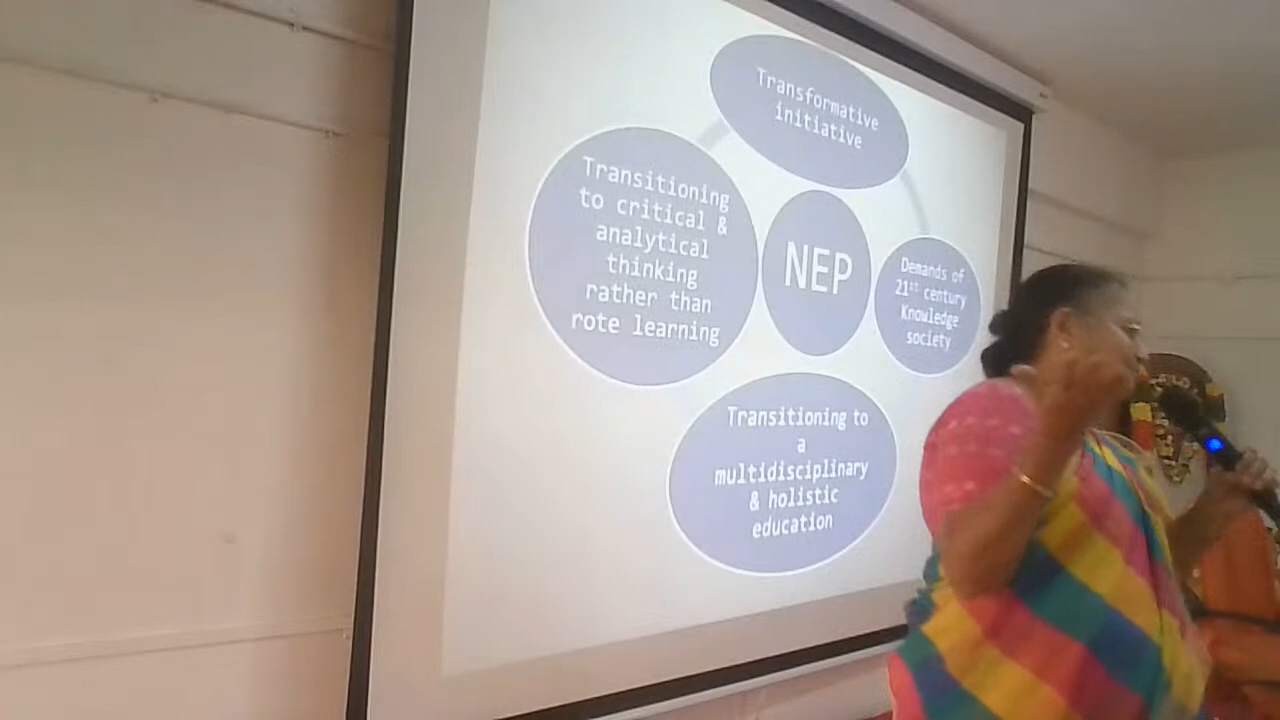 Transformative
initiative
Transitioning
to critical &
analytical
thinking
rather than
rote learning
NEP
Demands of
21st century
Knowledge
society
Transitioning to
a
multidisciplinary
& holistic
education